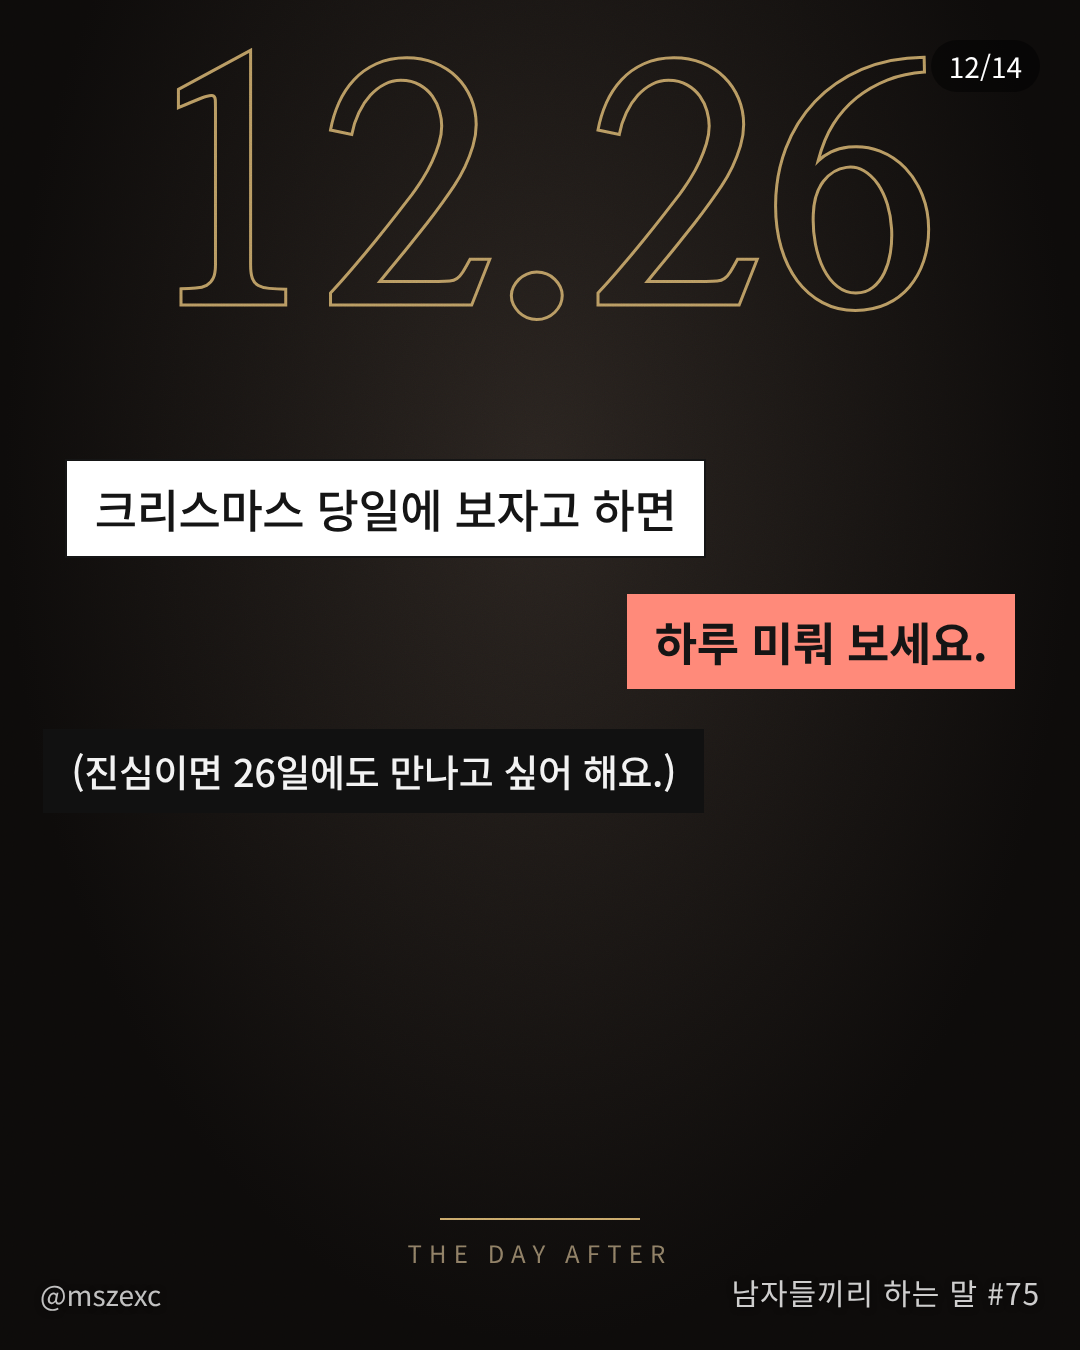 12.26
12/14
크리스마스 당일에 보자고 하면
하루 미뤄 보세요.
(진심이면 26일에도 만나고 싶어 해요.)
THE DAY AFTER
@mszexc
남자들끼리 하는 말 #75